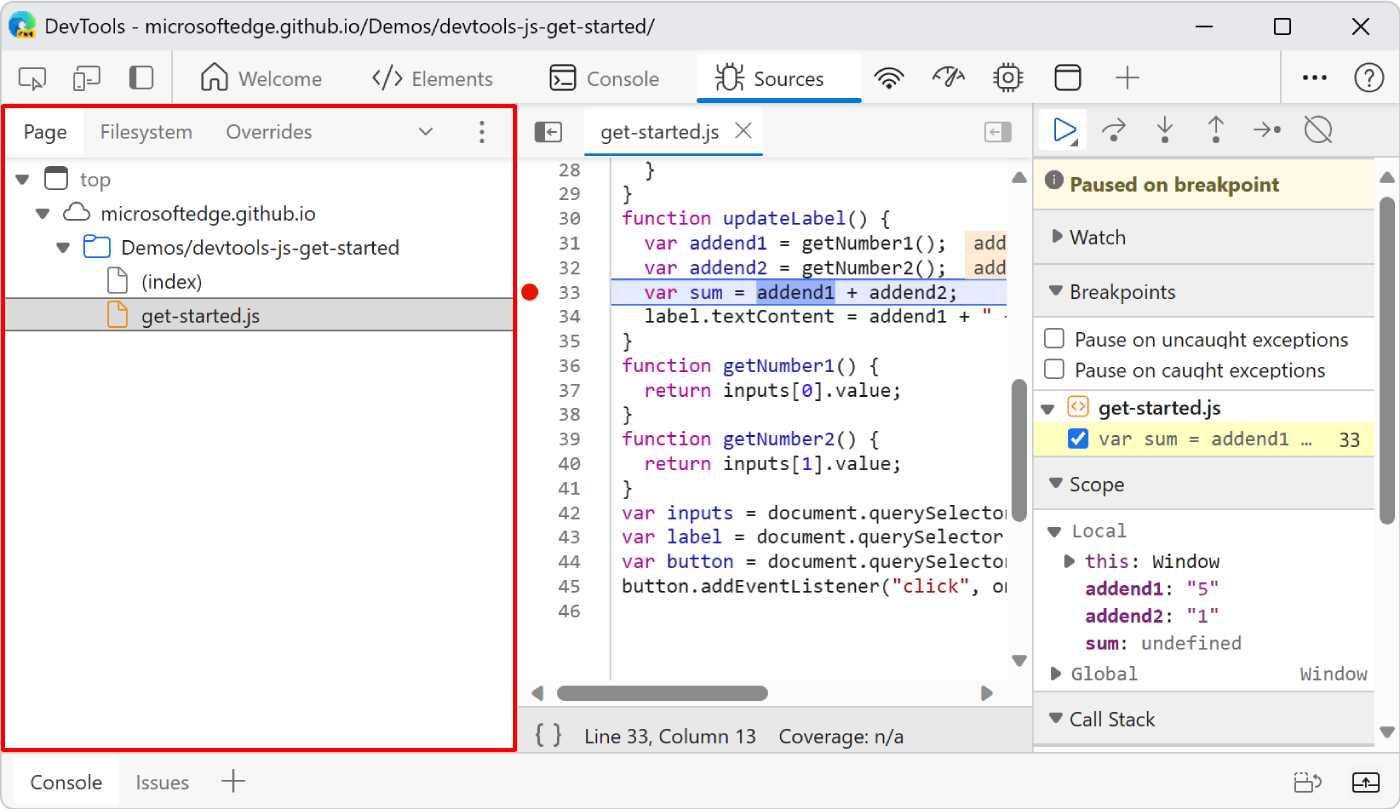 DevTools - microsoftedge.github.io/Demos/devtools-js-get-started/
Welcome </> Elements Console Sources
Page Filesystem Overrides
top
microsoftedge.github.io
Demos/devtools-js-get-started
(index)
get-started.js
get-started.js
28 }
29 }
30 function updateLabel() {
31 var addend1 = getNumber1(); add
32 var addend2 = getNumber2(); add
33 var sum = addend1 + addend2;
34 label.textContent = addend1 + "
35 }
36 function getNumber1() {
37 return inputs[0].value;
38 }
39 function getNumber2() {
40 return inputs[1].value;
41 }
42 var inputs = document.querySelector
43 var label = document.querySelector
44 var button = document.querySelector
45 button.addEventListener("click", on
46
{ } Line 33, Column 13 Coverage: n/a
Paused on breakpoint
Watch
Breakpoints
Pause on uncaught exceptions
Pause on caught exceptions
get-started.js
var sum = addend1 … 33
Scope
Local
this: Window
addend1: "5"
addend2: "1"
sum: undefined
Global Window
Call Stack
Console Issues